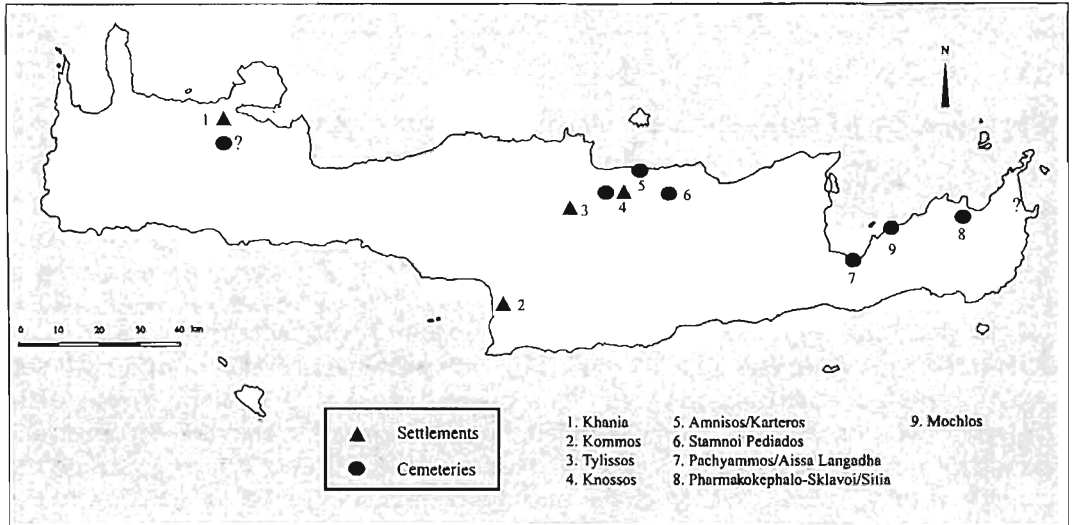 N
1
?
5
4
6
3
?
8
9
7
2
0 10 20 30 40 km
Settlements
Cemeteries
1. Khania
2. Kommos
3. Tylissos
4. Knossos
5. Amnisos/Karteros
6. Stamnoi Pediados
7. Pachyammos/Aissa Langadha
8. Pharmakokephalo-Sklavoi/Sitia
9. Mochlos